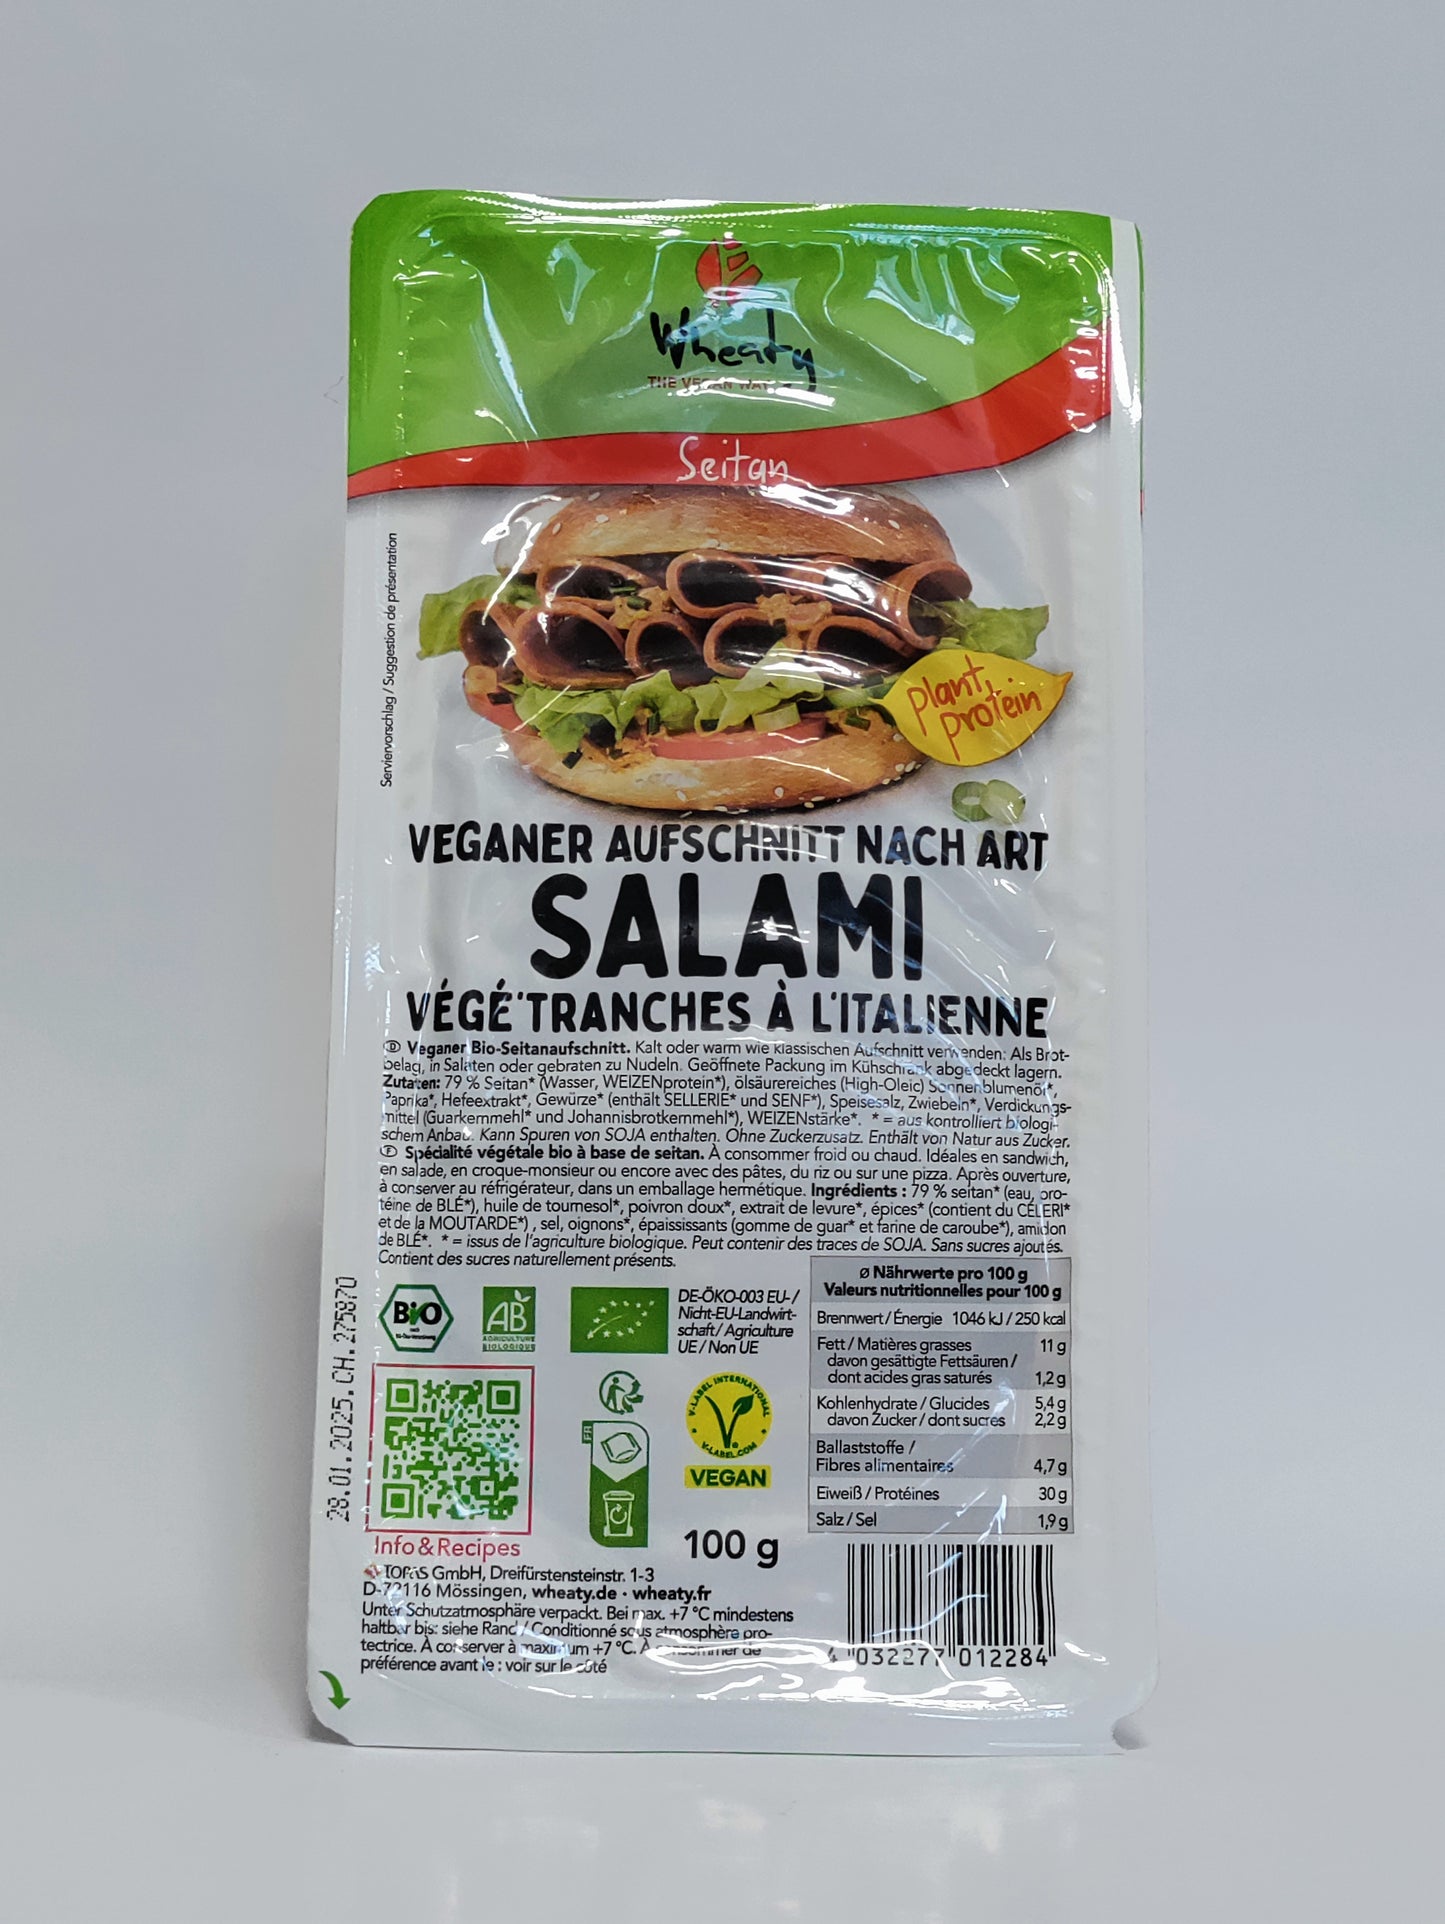 Wheaty
THE VEGAN WAY
Seitan
Serviervorschlag / Suggestion de présentation
plant
protein
VEGANER AUFSCHNITT NACH ART
SALAMI
VÉGÉ'TRANCHES À L'ITALIENNE
D Veganer Bio-Seitanaufschnitt. Kalt oder warm wie klassischen Aufschnitt verwenden: Als Brot-
belag, in Salaten oder gebraten zu Nudeln. Geöffnete Packung im Kühlschrank abgedeckt lagern.
Zutaten: 79 % Seitan* (Wasser, WEIZENprotein*), ölsäurereiches (High-Oleic) Sonnenblumenöl*,
Paprika*, Hefeextrakt*, Gewürze* (enthält SELLERIE* und SENF*), Speisesalz, Zwiebeln*, Verdickungs-
mittel (Guarkernmehl* und Johannisbrotkernmehl*), WEIZENstärke*. * = aus kontrolliert biologi-
schem Anbau. Kann Spuren von SOJA enthalten. Ohne Zuckerzusatz. Enthält von Natur aus Zucker.
F Spécialité végétale bio à base de seitan. À consommer froid ou chaud. Idéales en sandwich,
en salade, en croque-monsieur ou encore avec des pâtes, du riz ou sur une pizza. Après ouverture,
à conserver au réfrigérateur, dans un emballage hermétique. Ingrédients : 79 % seitan* (eau, pro-
téine de BLÉ*), huile de tournesol*, poivron doux*, extrait de levure*, épices* (contient du CÉLERI*
et de la MOUTARDE*) , sel, oignons*, épaississants (gomme de guar* et farine de caroube*), amidon
de BLÉ*. * = issus de l'agriculture biologique. Peut contenir des traces de SOJA. Sans sucres ajoutés.
Contient des sucres naturellement présents.
28.01.2025.CH.275870
BiO
nach
EG-Öko-Verordnung
AB
AGRICULTURE
BIOLOGIQUE
DE-ÖKO-003 EU-/
Nicht-EU-Landwirt-
schaft / Agriculture
UE / Non UE
FR
V-LABEL INTERNATIONAL
V-LABEL.COM
VEGAN
Info & Recipes
100 g
ø Nährwerte pro 100 g
Valeurs nutritionnelles pour 100 g
Brennwert / Énergie 1046 kJ / 250 kcal
Fett / Matières grasses 11 g
davon gesättigte Fettsäuren /
dont acides gras saturés 1,2 g
Kohlenhydrate / Glucides 5,4 g
davon Zucker / dont sucres 2,2 g
Ballaststoffe /
Fibres alimentaires 4,7 g
Eiweiß / Protéines 30 g
Salz / Sel 1,9 g
TOPAS GmbH, Dreifürstensteinstr. 1-3
D-72116 Mössingen, wheaty.de · wheaty.fr
Unter Schutzatmosphäre verpackt. Bei max. +7 °C mindestens
haltbar bis: siehe Rand / Conditionné sous atmosphère pro-
tectrice. À conserver à maximum +7 °C. À consommer de
préférence avant le : voir sur le côté
4 032277 012284